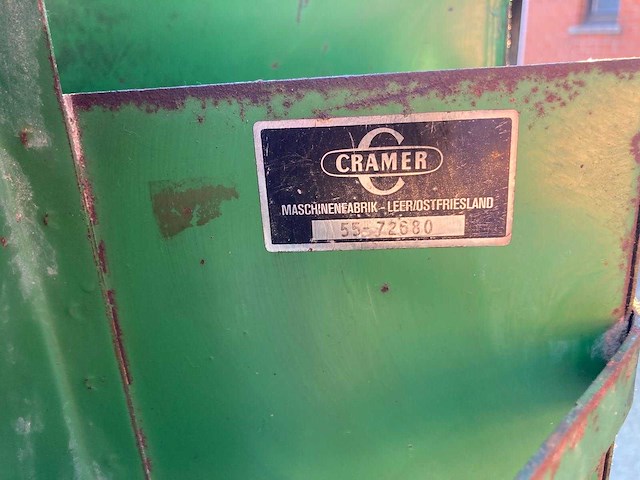 CRAMER
MASCHINENFABRIK - LEER/OSTFRIESLAND
55-72680